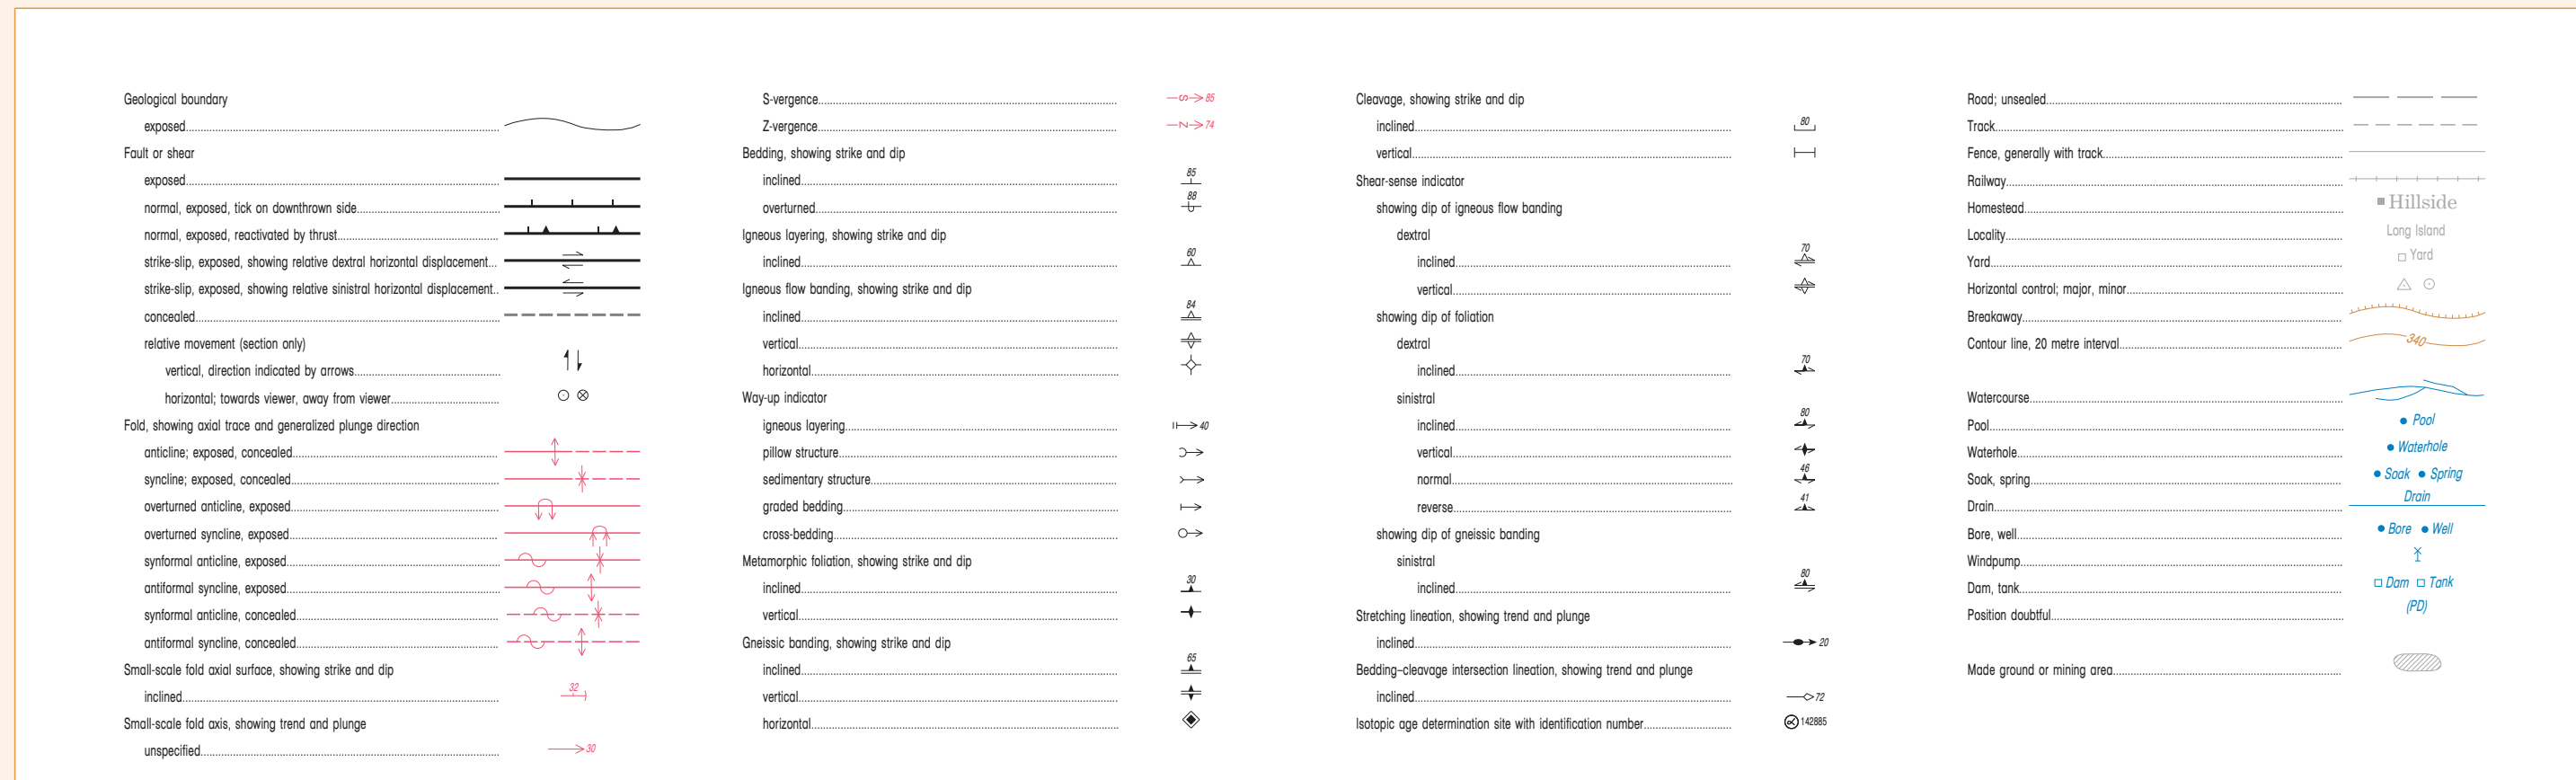 Geological boundary
exposed
Fault or shear
exposed
normal, exposed, tick on downthrown side
normal, exposed, reactivated by thrust
strike-slip, exposed, showing relative dextral horizontal displacement
strike-slip, exposed, showing relative sinistral horizontal displacement
concealed
relative movement (section only)
vertical, direction indicated by arrows
horizontal; towards viewer, away from viewer
Fold, showing axial trace and generalized plunge direction
anticline; exposed, concealed
syncline; exposed, concealed
overturned anticline, exposed
overturned syncline, exposed
synformal anticline, exposed
antiformal syncline, exposed
synformal anticline, concealed
antiformal syncline, concealed
Small-scale fold axial surface, showing strike and dip
inclined 32
Small-scale fold axis, showing trend and plunge
unspecified 30
S-vergence S 85
Z-vergence Z 74
Bedding, showing strike and dip
inclined 85
overturned 88
Igneous layering, showing strike and dip
inclined 60
Igneous flow banding, showing strike and dip
inclined 84
vertical
horizontal
Way-up indicator
igneous layering 40
pillow structure
sedimentary structure
graded bedding
cross-bedding
Metamorphic foliation, showing strike and dip
inclined 30
vertical
Gneissic banding, showing strike and dip
inclined 65
vertical
horizontal
Cleavage, showing strike and dip
inclined 80
vertical
Shear-sense indicator
showing dip of igneous flow banding
dextral
inclined 70
vertical
showing dip of foliation
dextral
inclined 70
sinistral
inclined 80
vertical
normal 46
reverse 41
showing dip of gneissic banding
sinistral
inclined 80
Stretching lineation, showing trend and plunge
inclined 20
Bedding–cleavage intersection lineation, showing trend and plunge
inclined 72
Isotopic age determination site with identification number 142885
Road; unsealed
Track
Fence, generally with track
Railway
Homestead Hillside
Locality Long Island
Yard Yard
Horizontal control; major, minor
Breakaway
Contour line, 20 metre interval 340
Watercourse
Pool Pool
Waterhole Waterhole
Soak, spring Soak Spring
Drain Drain
Bore, well Bore Well
Windpump
Dam, tank Dam Tank
Position doubtful (PD)
Made ground or mining area